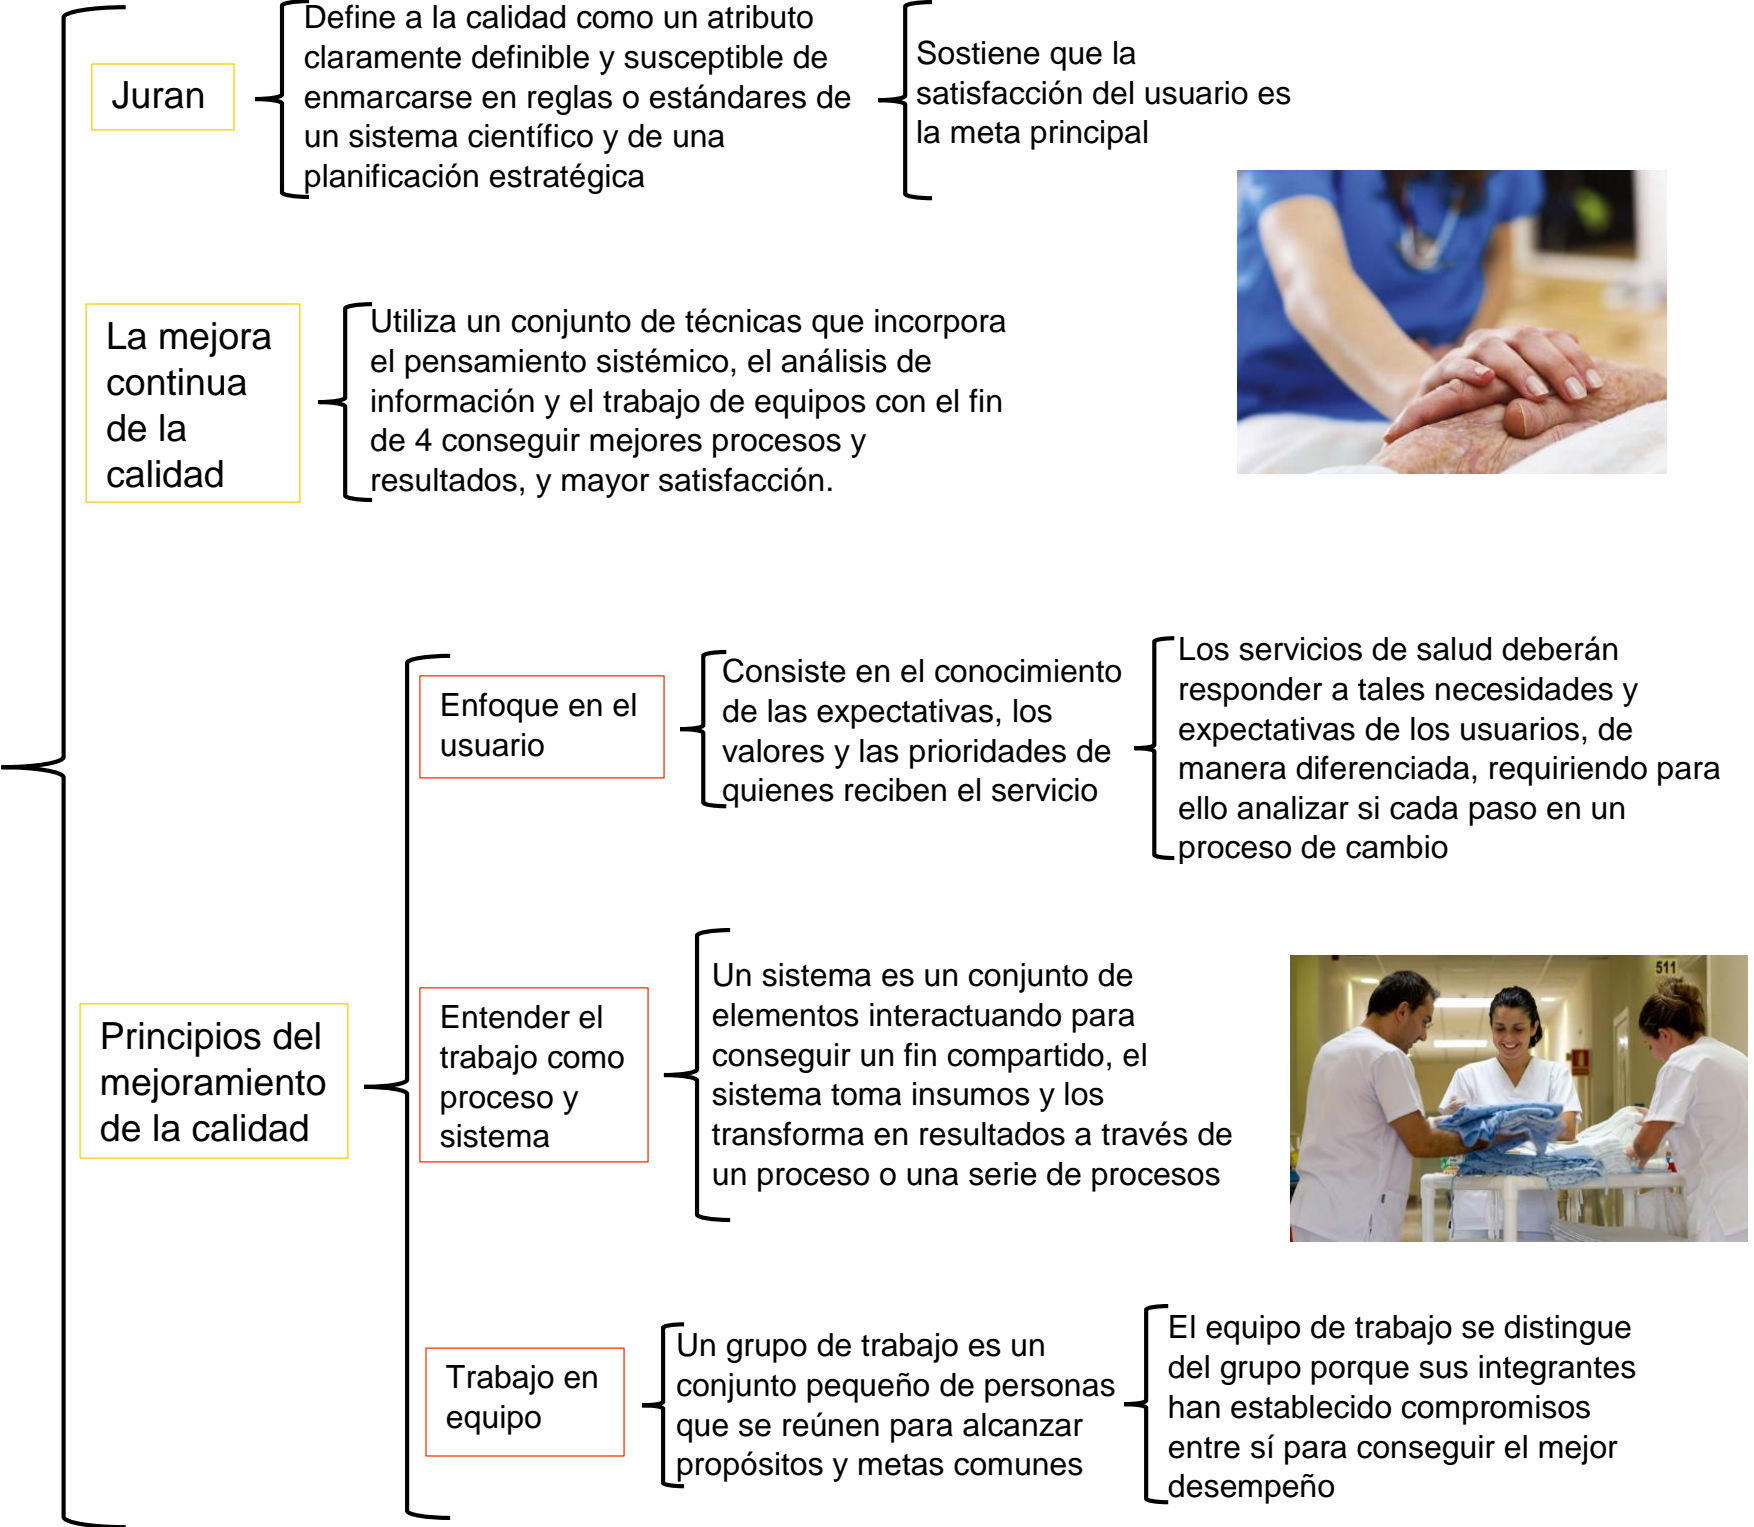 Juran
Define a la calidad como un atributo
claramente definible y susceptible de
enmarcarse en reglas o estándares de
un sistema científico y de una
planificación estratégica
Sostiene que la
satisfacción del usuario es
la meta principal
La mejora
continua
de la
calidad
Utiliza un conjunto de técnicas que incorpora
el pensamiento sistémico, el análisis de
información y el trabajo de equipos con el fin
de 4 conseguir mejores procesos y
resultados, y mayor satisfacción.
Principios del
mejoramiento
de la calidad
Enfoque en el
usuario
Consiste en el conocimiento
de las expectativas, los
valores y las prioridades de
quienes reciben el servicio
Los servicios de salud deberán
responder a tales necesidades y
expectativas de los usuarios, de
manera diferenciada, requiriendo para
ello analizar si cada paso en un
proceso de cambio
Entender el
trabajo como
proceso y
sistema
Un sistema es un conjunto de
elementos interactuando para
conseguir un fin compartido, el
sistema toma insumos y los
transforma en resultados a través de
un proceso o una serie de procesos
511
Trabajo en
equipo
Un grupo de trabajo es un
conjunto pequeño de personas
que se reúnen para alcanzar
propósitos y metas comunes
El equipo de trabajo se distingue
del grupo porque sus integrantes
han establecido compromisos
entre sí para conseguir el mejor
desempeño